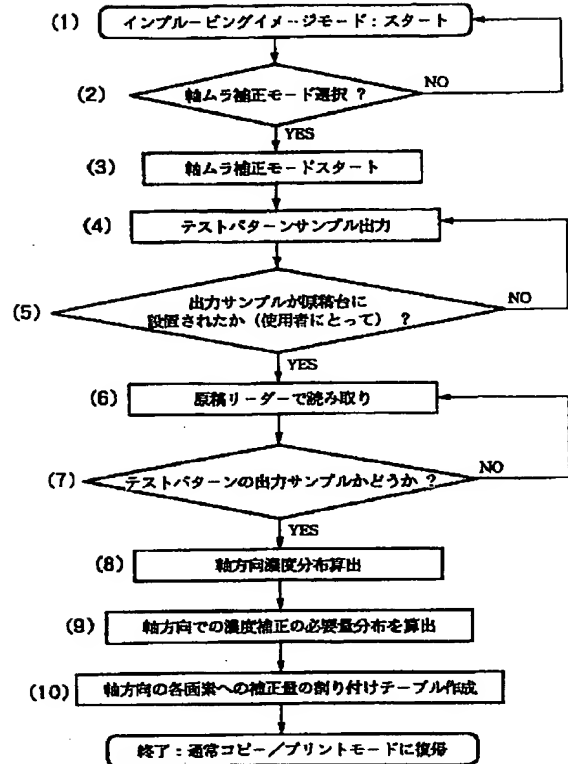 (1) インプルービングイメージモード：スタート
(2) 軸ムラ補正モード選択 ？
NO
YES
(3) 軸ムラ補正モードスタート
(4) テストパターンサンプル出力
(5) 出力サンプルが原稿台に
設置されたか（使用者にとって） ？
NO
YES
(6) 原稿リーダーで読み取り
(7) テストパターンの出力サンプルかどうか ？
NO
YES
(8) 軸方向濃度分布算出
(9) 軸方向での濃度補正の必要量分布を算出
(10) 軸方向の各画素への補正量の割り付けテーブル作成
終了：通常コピー／プリントモードに復帰